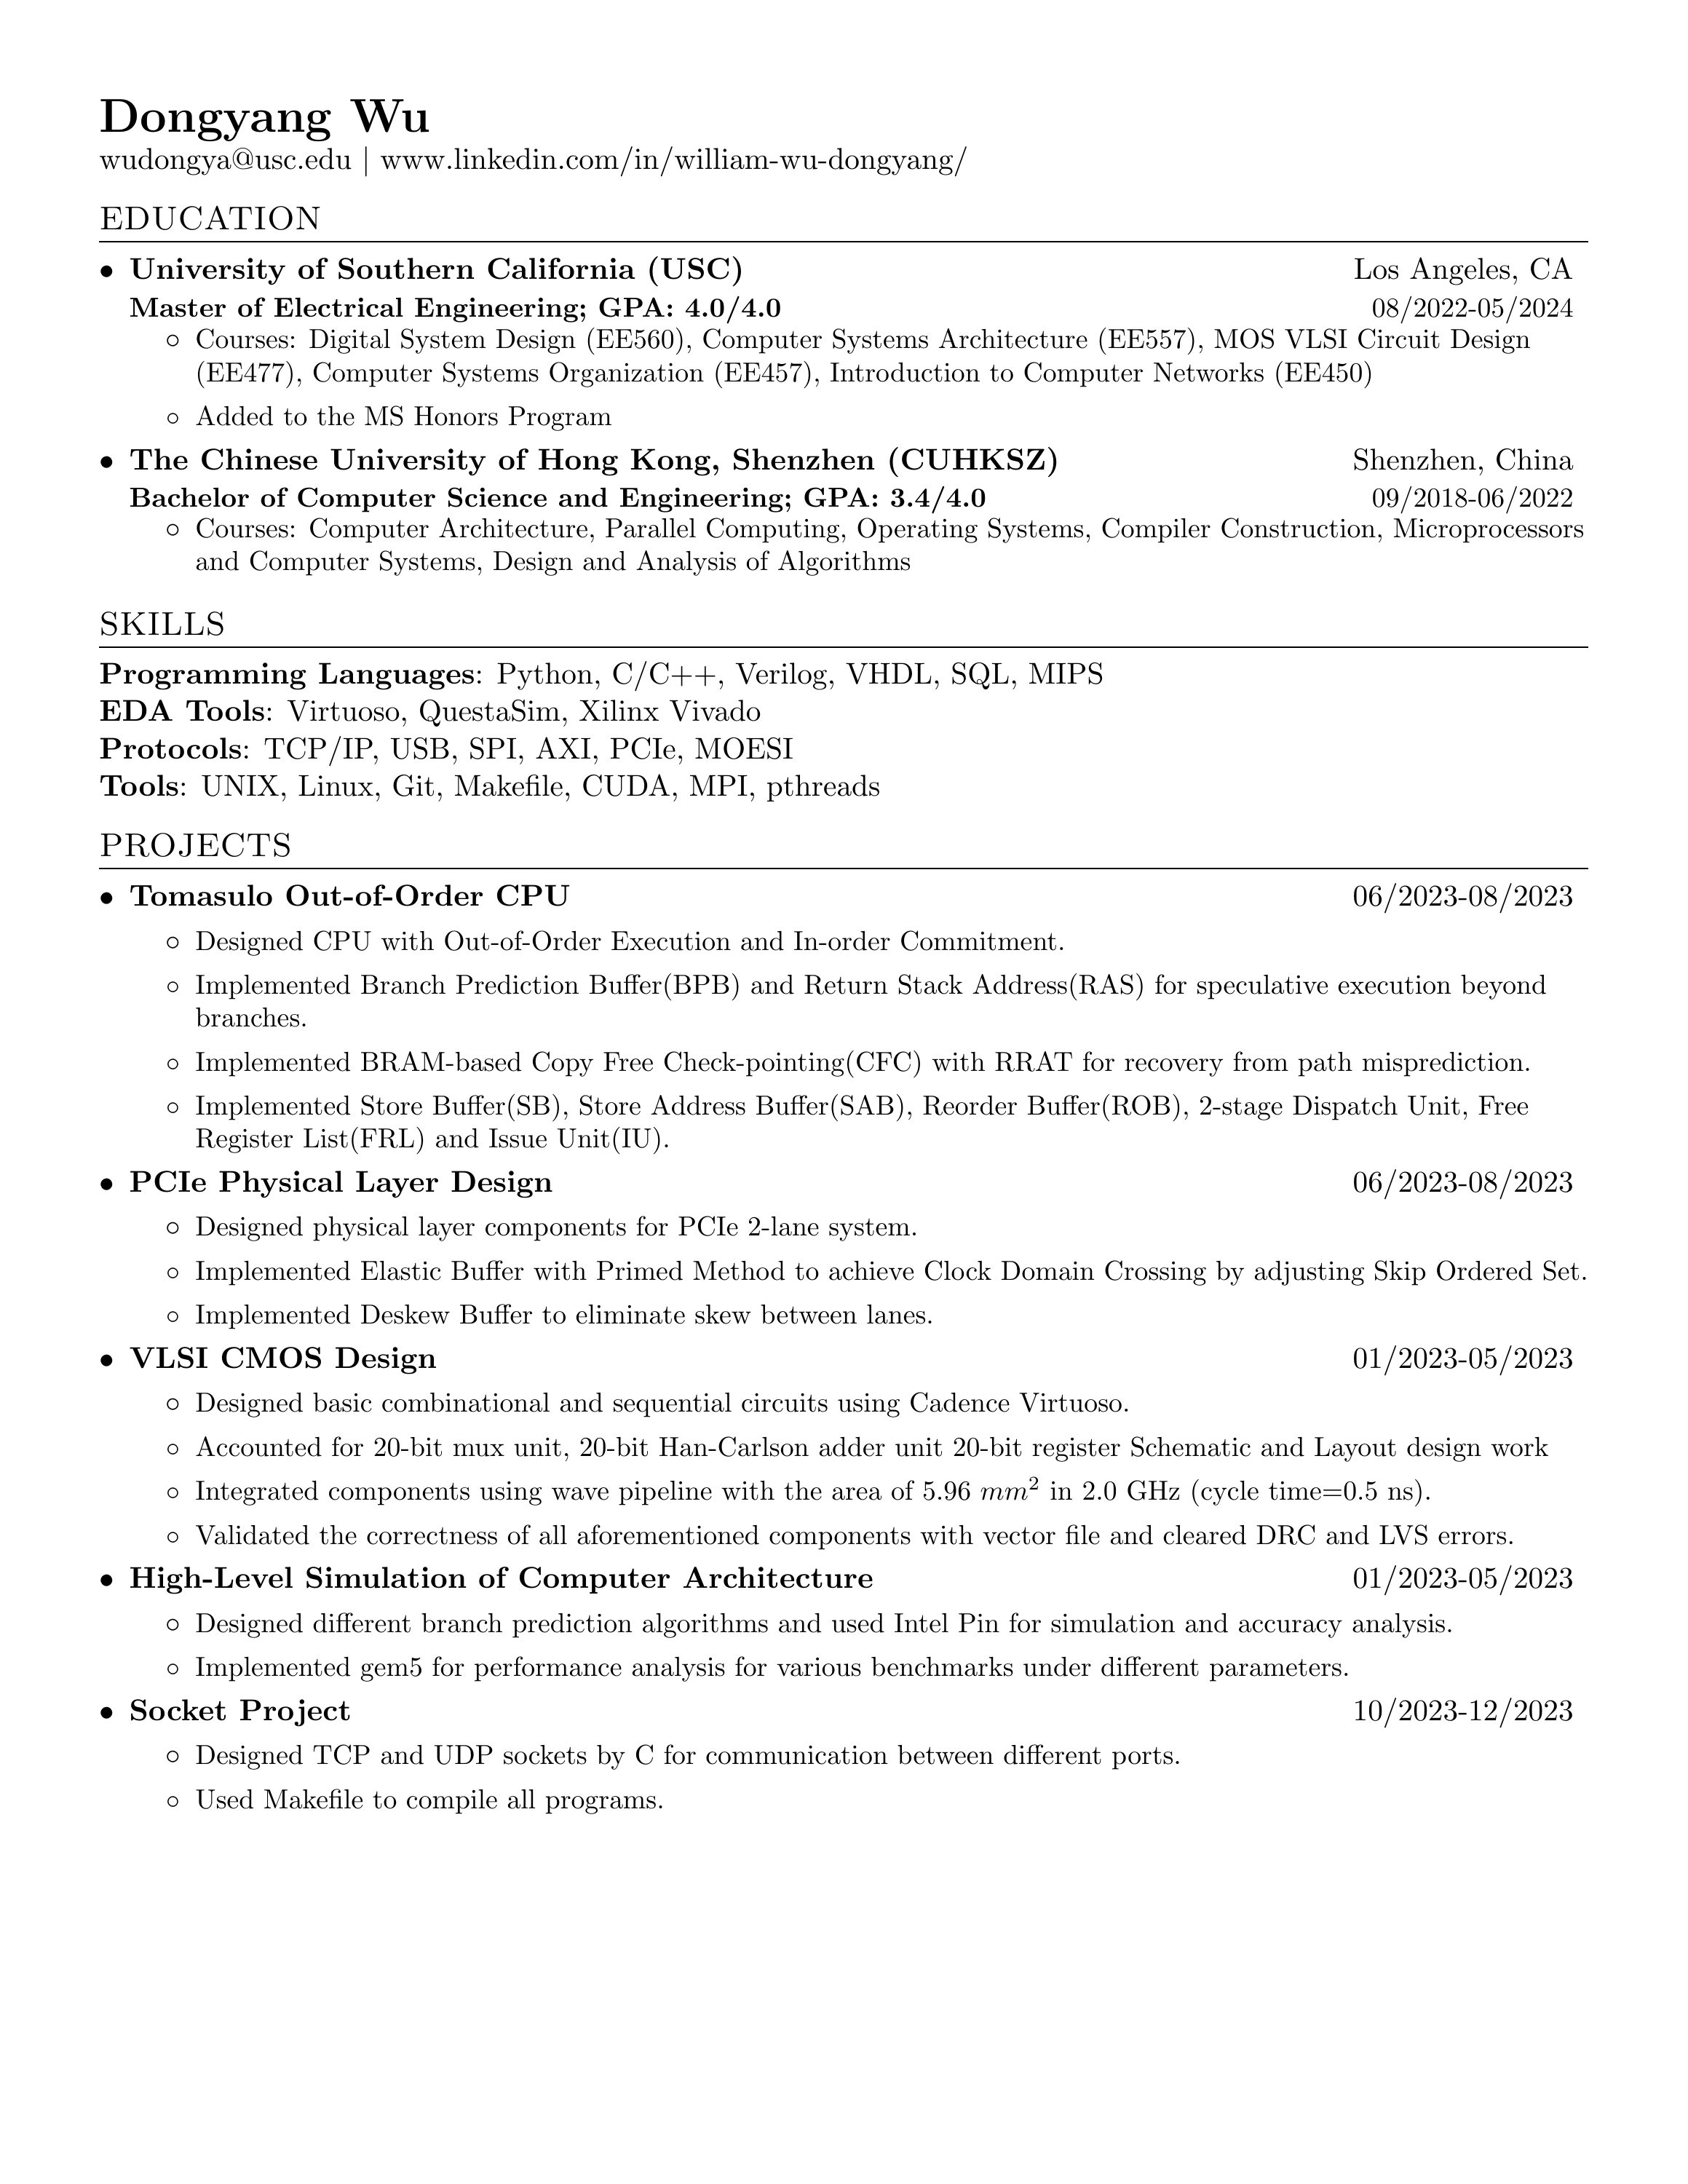 Dongyang Wu
wudongya@usc.edu | www.linkedin.com/in/william-wu-dongyang/
EDUCATION
• University of Southern California (USC) Los Angeles, CA
Master of Electrical Engineering; GPA: 4.0/4.0 08/2022-05/2024
◦ Courses: Digital System Design (EE560), Computer Systems Architecture (EE557), MOS VLSI Circuit Design
(EE477), Computer Systems Organization (EE457), Introduction to Computer Networks (EE450)
◦ Added to the MS Honors Program
• The Chinese University of Hong Kong, Shenzhen (CUHKSZ) Shenzhen, China
Bachelor of Computer Science and Engineering; GPA: 3.4/4.0 09/2018-06/2022
◦ Courses: Computer Architecture, Parallel Computing, Operating Systems, Compiler Construction, Microprocessors
and Computer Systems, Design and Analysis of Algorithms
SKILLS
Programming Languages: Python, C/C++, Verilog, VHDL, SQL, MIPS
EDA Tools: Virtuoso, QuestaSim, Xilinx Vivado
Protocols: TCP/IP, USB, SPI, AXI, PCIe, MOESI
Tools: UNIX, Linux, Git, Makefile, CUDA, MPI, pthreads
PROJECTS
• Tomasulo Out-of-Order CPU 06/2023-08/2023
◦ Designed CPU with Out-of-Order Execution and In-order Commitment.
◦ Implemented Branch Prediction Buffer(BPB) and Return Stack Address(RAS) for speculative execution beyond
branches.
◦ Implemented BRAM-based Copy Free Check-pointing(CFC) with RRAT for recovery from path misprediction.
◦ Implemented Store Buffer(SB), Store Address Buffer(SAB), Reorder Buffer(ROB), 2-stage Dispatch Unit, Free
Register List(FRL) and Issue Unit(IU).
• PCIe Physical Layer Design 06/2023-08/2023
◦ Designed physical layer components for PCIe 2-lane system.
◦ Implemented Elastic Buffer with Primed Method to achieve Clock Domain Crossing by adjusting Skip Ordered Set.
◦ Implemented Deskew Buffer to eliminate skew between lanes.
• VLSI CMOS Design 01/2023-05/2023
◦ Designed basic combinational and sequential circuits using Cadence Virtuoso.
◦ Accounted for 20-bit mux unit, 20-bit Han-Carlson adder unit 20-bit register Schematic and Layout design work
◦ Integrated components using wave pipeline with the area of 5.96 mm² in 2.0 GHz (cycle time=0.5 ns).
◦ Validated the correctness of all aforementioned components with vector file and cleared DRC and LVS errors.
• High-Level Simulation of Computer Architecture 01/2023-05/2023
◦ Designed different branch prediction algorithms and used Intel Pin for simulation and accuracy analysis.
◦ Implemented gem5 for performance analysis for various benchmarks under different parameters.
• Socket Project 10/2023-12/2023
◦ Designed TCP and UDP sockets by C for communication between different ports.
◦ Used Makefile to compile all programs.